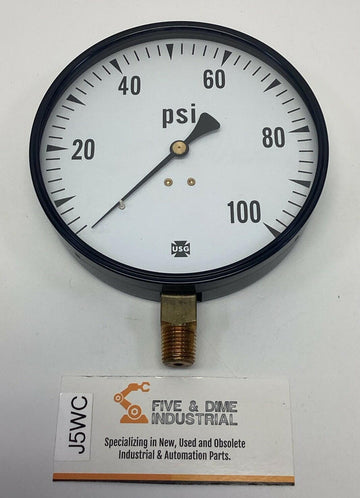 40
60
psi
20
80
100
USG
J5WC
FIVE & DIME
INDUSTRIAL
Specializing in New, Used and Obsolete
Industrial & Automation Parts.